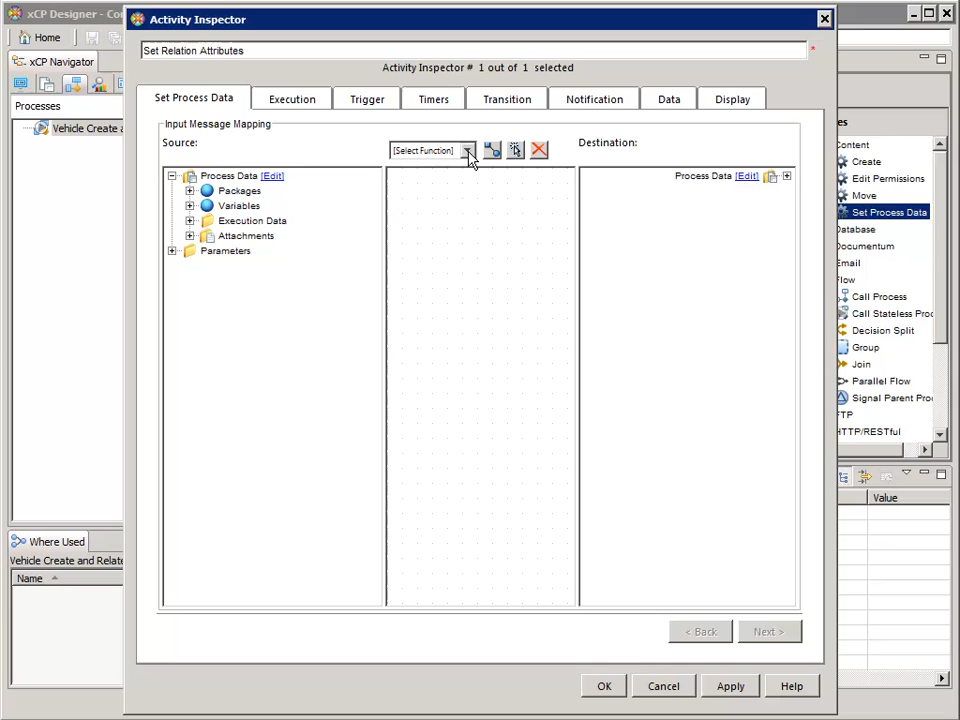 xCP Designer - Cor
Activity Inspector
Home
Set Relation Attributes
*
Activity Inspector # 1 out of 1 selected
xCP Navigator
Set Process Data
Execution
Trigger
Timers
Transition
Notification
Data
Display
Processes
Vehicle Create a
Input Message Mapping
Source:
[Select Function]
Destination:
Process Data [Edit]
Packages
Variables
Execution Data
Attachments
Parameters
Process Data [Edit]
es
Content
Create
Edit Permissions
Move
Set Process Data
Database
Documentum
Email
Flow
Call Process
Call Stateless Proc
Decision Split
Group
Join
Parallel Flow
Signal Parent Pro
FTP
HTTP/RESTful
Value
Where Used
Vehicle Create and Relate
Name
< Back
Next >
OK
Cancel
Apply
Help